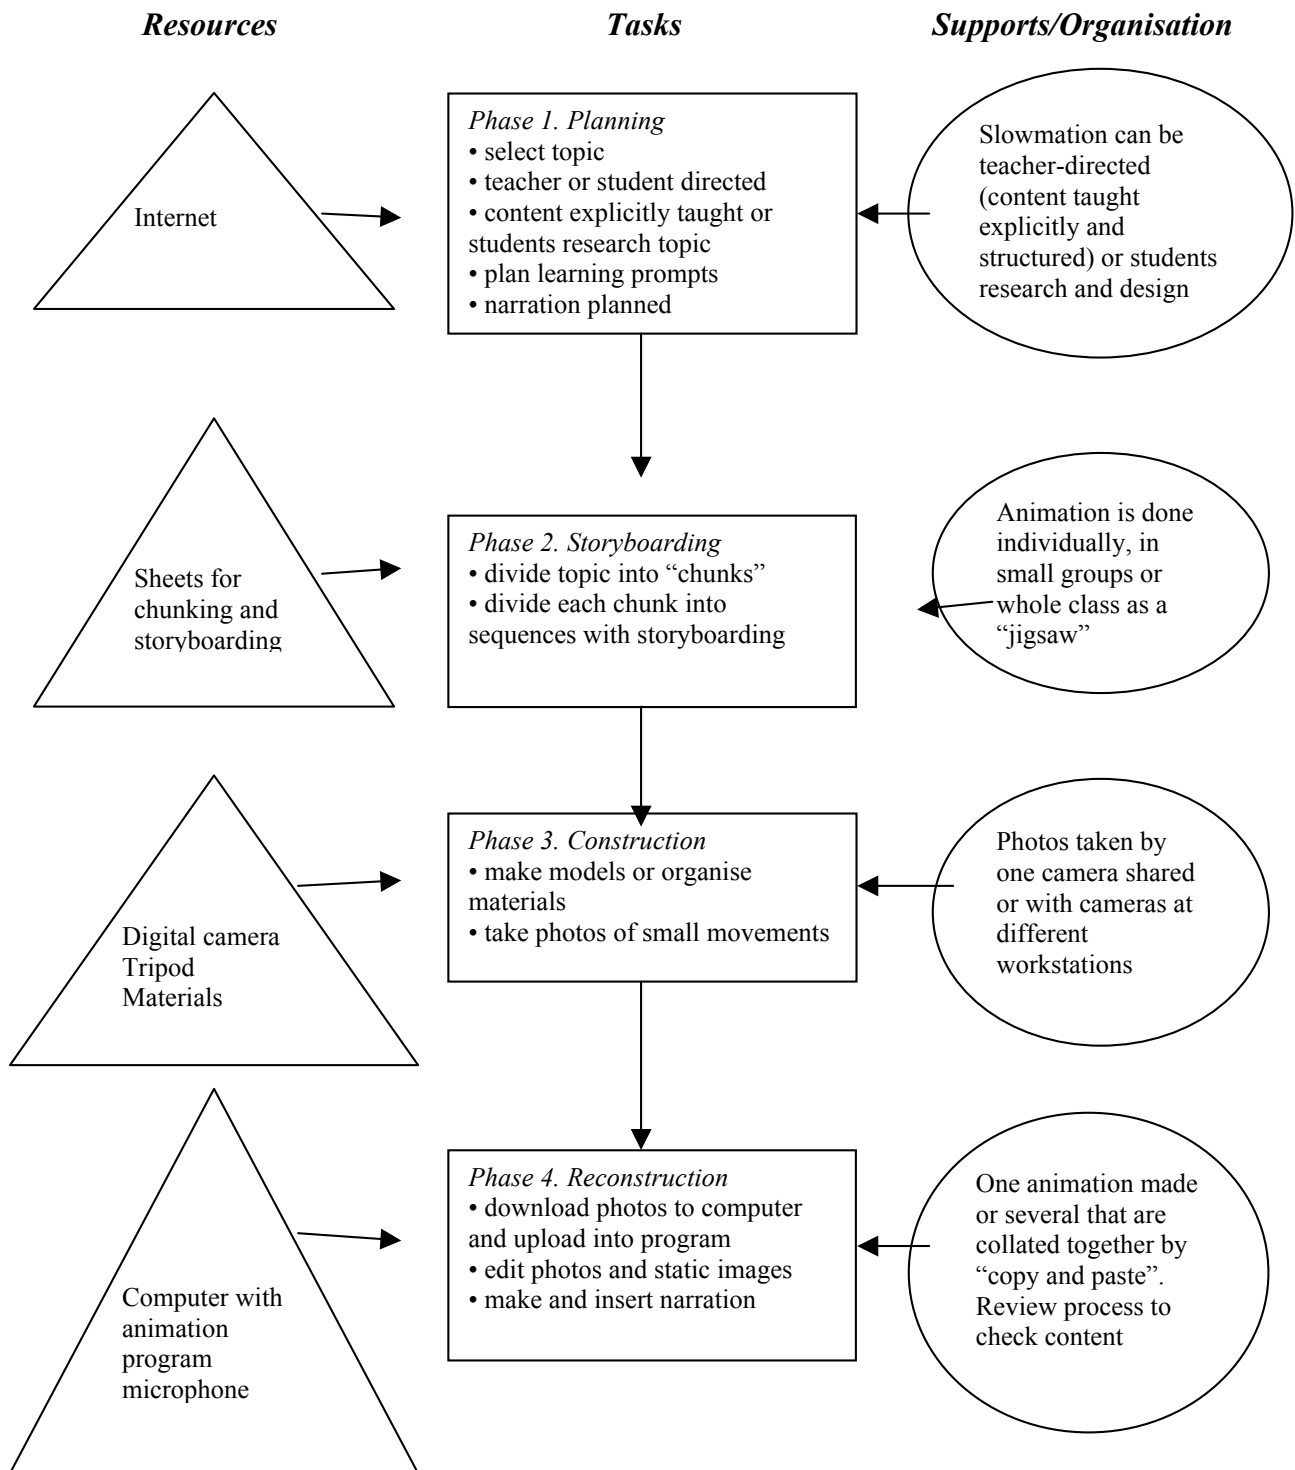 Resources
Tasks
Supports/Organisation
Internet
Phase 1. Planning
• select topic
• teacher or student directed
• content explicitly taught or
students research topic
• plan learning prompts
• narration planned
Slowmation can be
teacher-directed
(content taught
explicitly and
structured) or students
research and design
Sheets for
chunking and
storyboarding
Phase 2. Storyboarding
• divide topic into “chunks”
• divide each chunk into
sequences with storyboarding
Animation is done
individually, in
small groups or
whole class as a
“jigsaw”
Digital camera
Tripod
Materials
Phase 3. Construction
• make models or organise
materials
• take photos of small movements
Photos taken by
one camera shared
or with cameras at
different
workstations
Computer with
animation
program
microphone
Phase 4. Reconstruction
• download photos to computer
and upload into program
• edit photos and static images
• make and insert narration
One animation made
or several that are
collated together by
“copy and paste”.
Review process to
check content